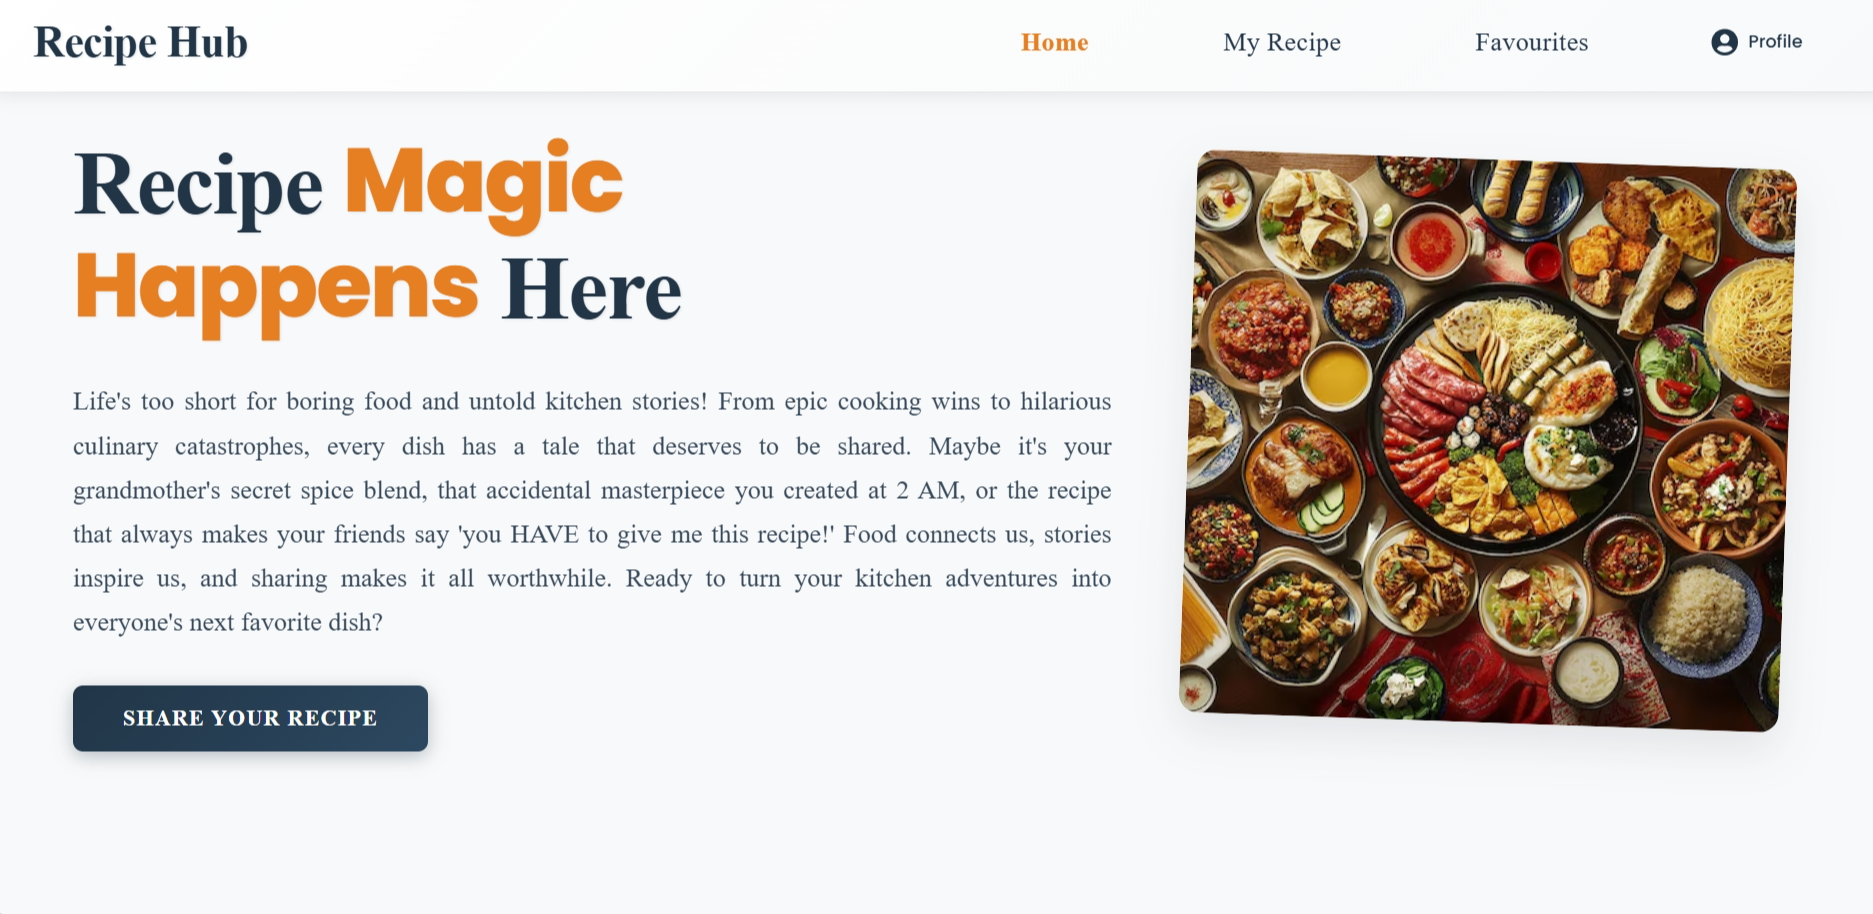 Recipe Hub
Home
My Recipe
Favourites
Profile
Recipe Magic
Happens Here
Life's too short for boring food and untold kitchen stories! From epic cooking wins to hilarious
culinary catastrophes, every dish has a tale that deserves to be shared. Maybe it's your
grandmother's secret spice blend, that accidental masterpiece you created at 2 AM, or the recipe
that always makes your friends say 'you HAVE to give me this recipe!' Food connects us, stories
inspire us, and sharing makes it all worthwhile. Ready to turn your kitchen adventures into
everyone's next favorite dish?
SHARE YOUR RECIPE